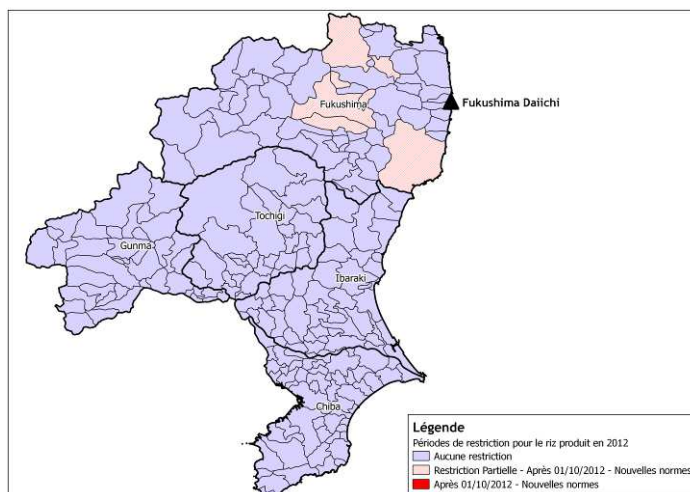 Fukushima
Fukushima Daiichi
Tochigi
Gunma
Ibaraki
Chiba
Légende
Périodes de restriction pour le riz produit en 2012
Aucune restriction
Restriction Partielle - Après 01/10/2012 - Nouvelles normes
Après 01/10/2012 - Nouvelles normes